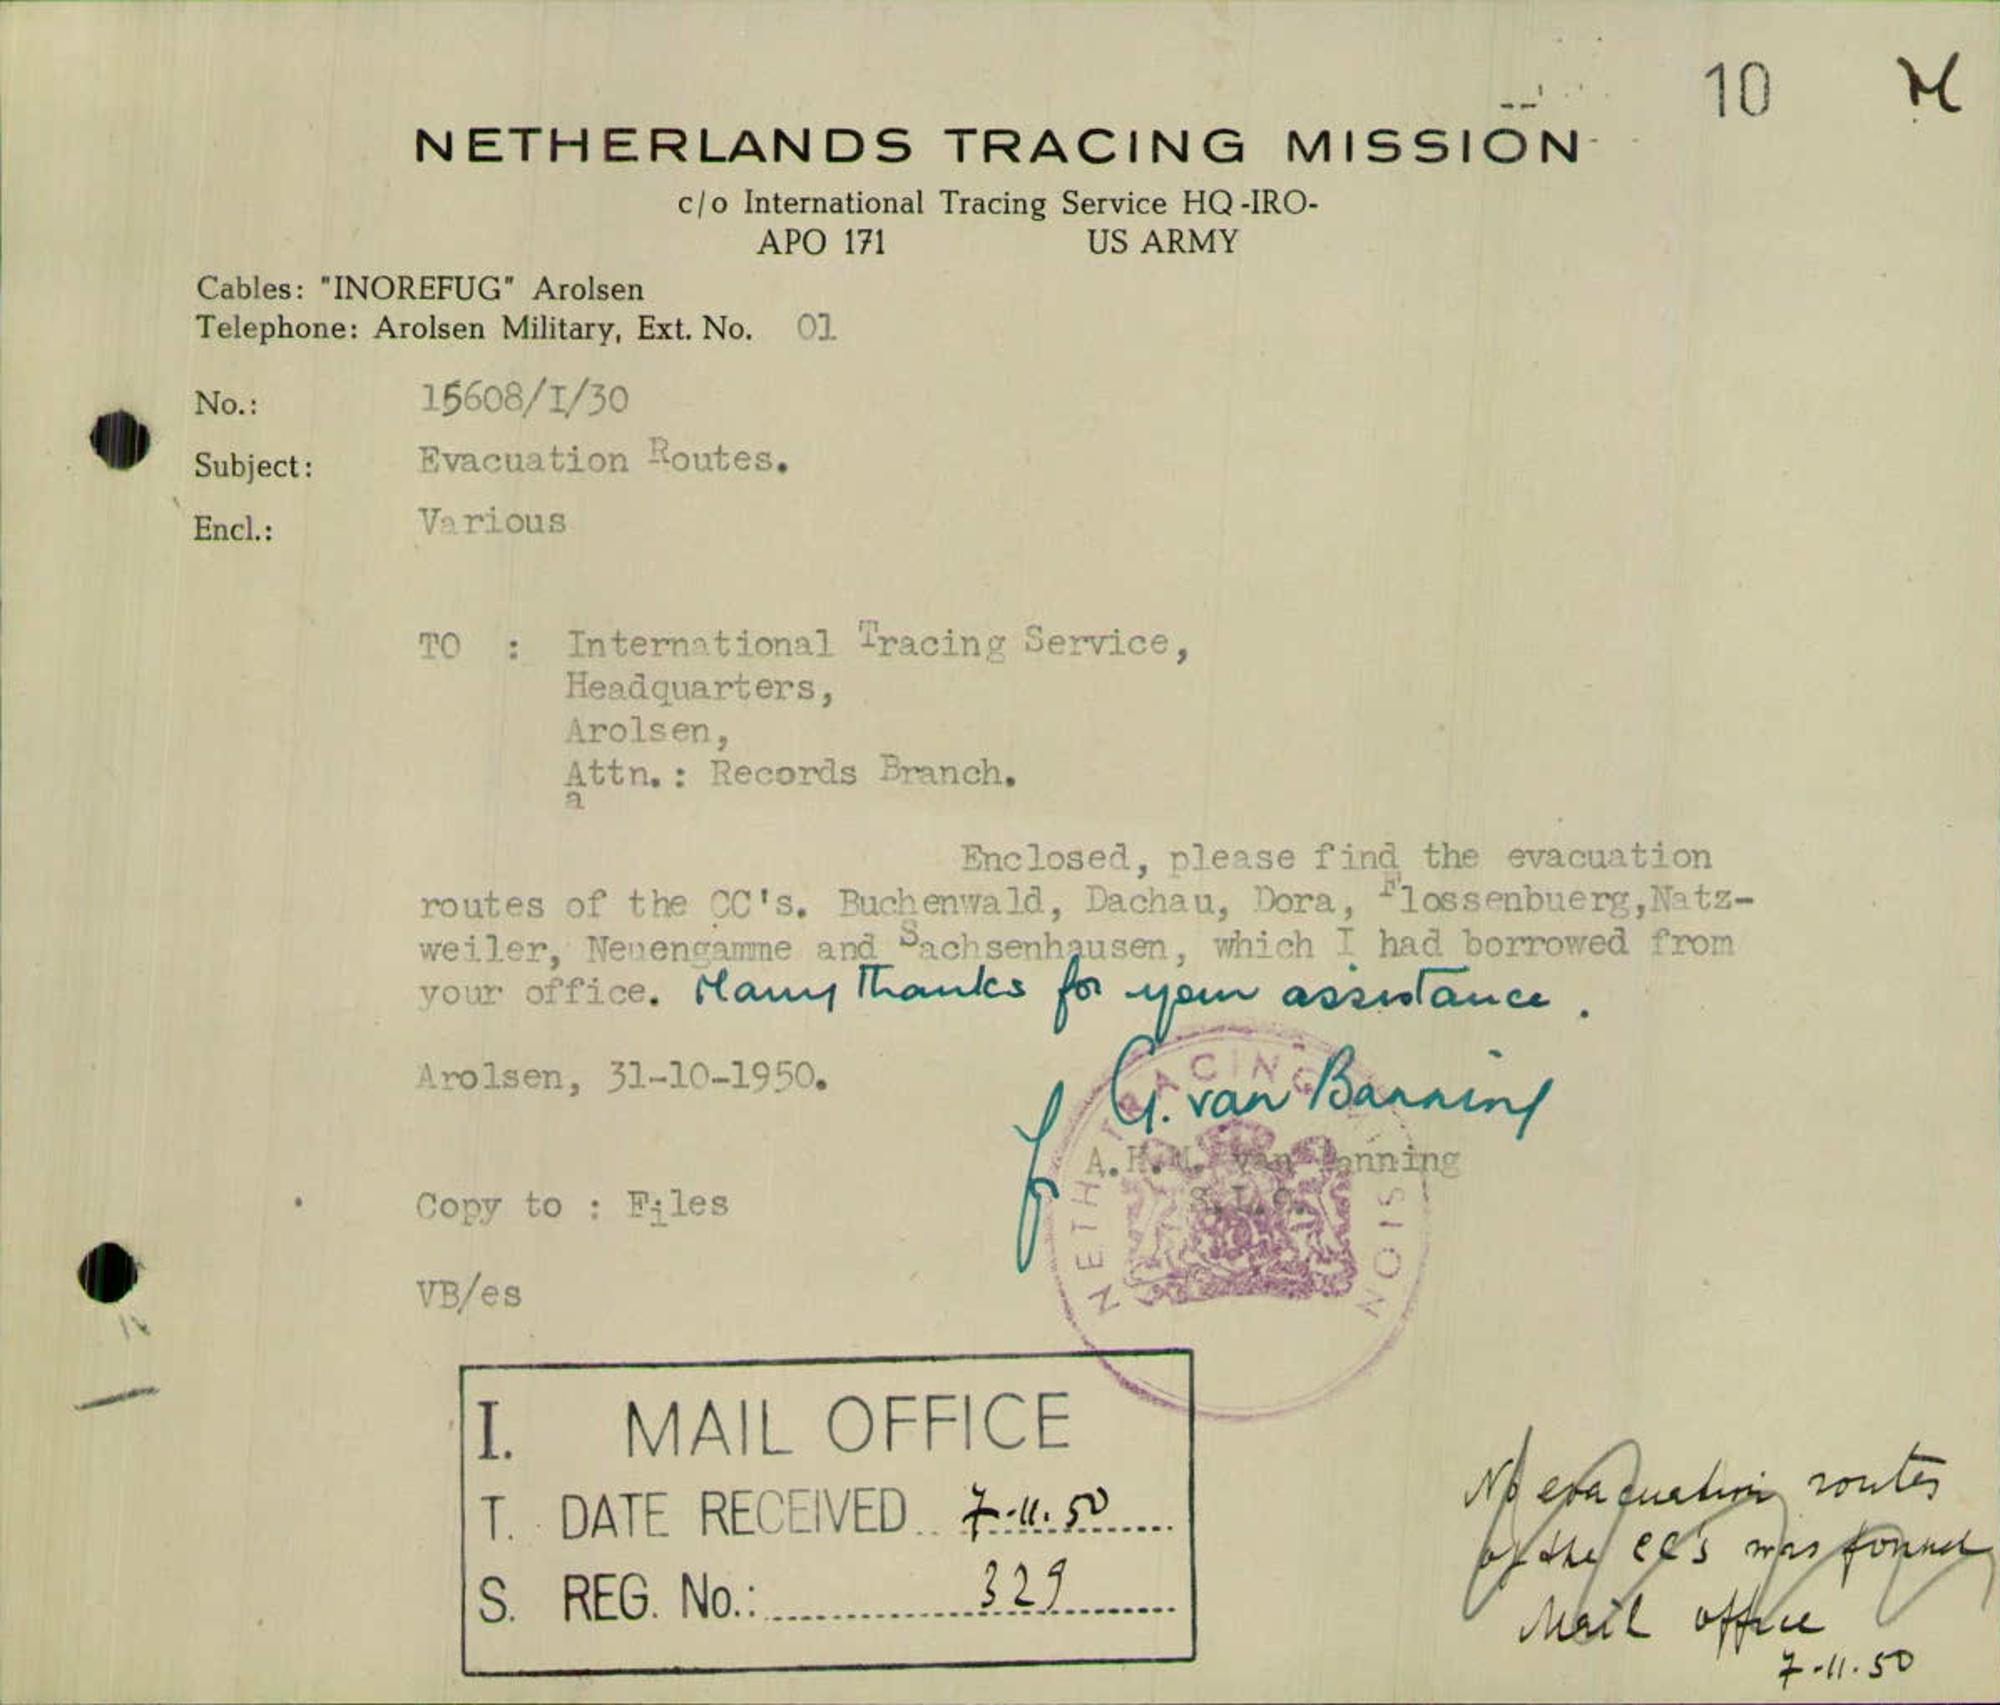 10
NETHERLANDS TRACING MISSION
c/o International Tracing Service HQ -IRO-
APO 171 US ARMY
Cables: "INOREFUG" Arolsen
Telephone: Arolsen Military, Ext. No. 01
No.: 15608/I/30
Subject: Evacuation Routes.
Encl.: Various
TO : International Tracing Service,
Headquarters,
Arolsen,
Attn.: Records Branch.
a
Enclosed, please find the evacuation
routes of the CC's. Buchenwald, Dachau, Dora, Flossenbuerg,Natz-
weiler, Neuengamme and Sachsenhausen, which I had borrowed from
your office. Many thanks for your assistance.
Arolsen, 31-10-1950.
G. van Banning
A.H.M. van Banning
S.L.O.
NETH TRACING MISSION
Copy to : Files
VB/es
I. MAIL OFFICE
T. DATE RECEIVED 7-11.50
S. REG. No.: 329
No evacuation routes
of the CC's was found
Mail office
7-11.50